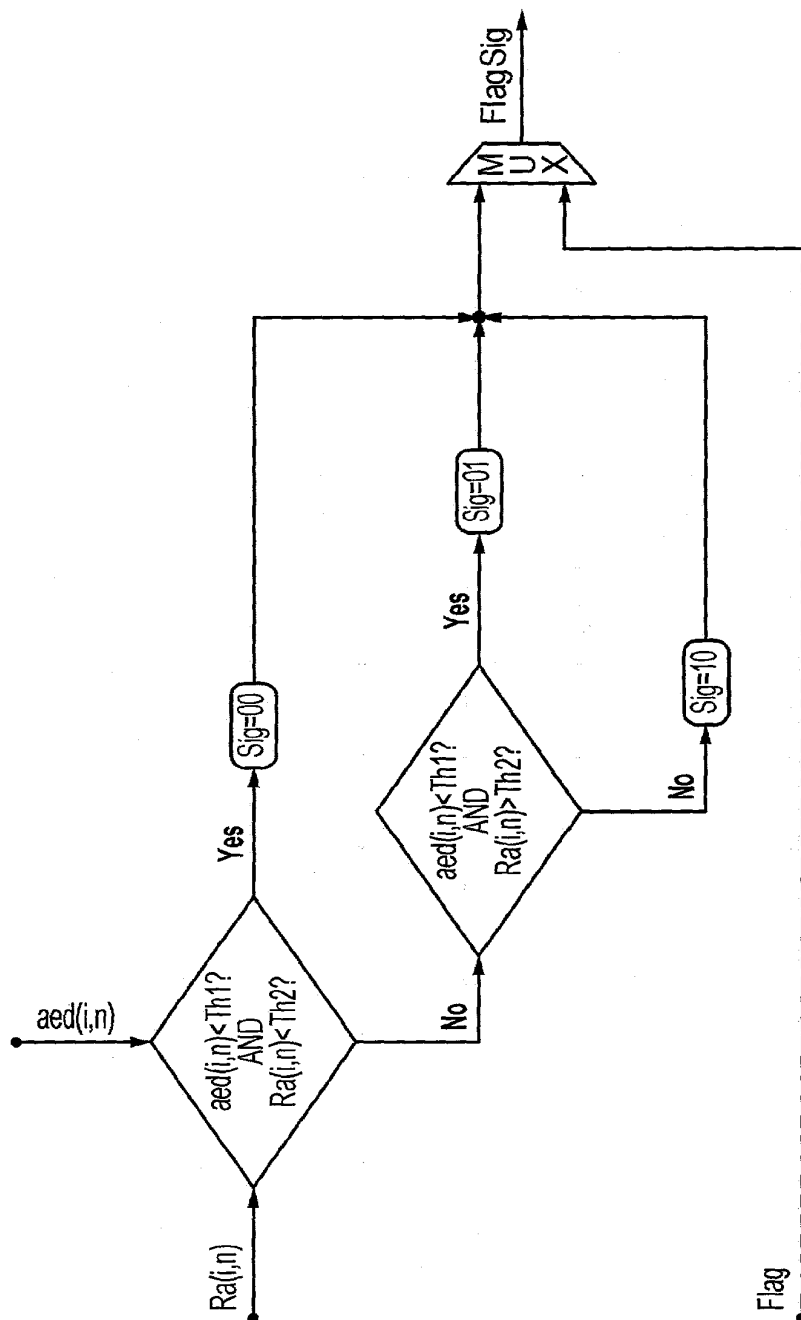 aed(i,n)
Ra(i,n)
aed(i,n)<Th1?
AND
Ra(i,n)<Th2?
Yes
Sig=00
No
aed(i,n)<Th1?
AND
Ra(i,n)>Th2?
Yes
Sig=01
No
Sig=10
MUX
FlagSig
Flag